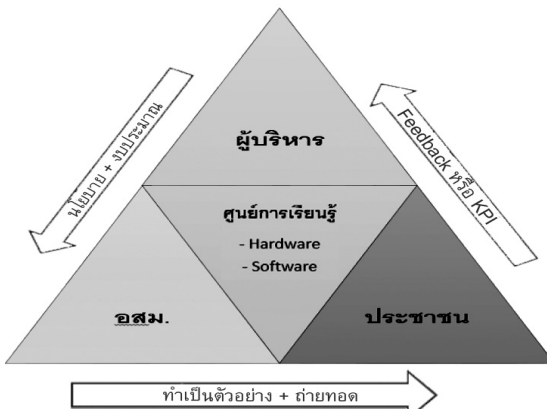 ผู้บริหาร
นโยบาย + งบประมาณ
Feedback หรือ KPI
ศูนย์การเรียนรู้
- Hardware
- Software
อสม.
ประชาชน
ทำเป็นตัวอย่าง + ถ่ายทอด